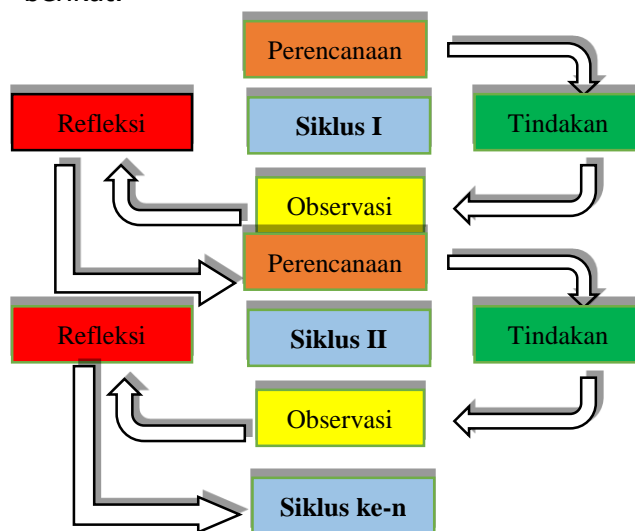 berikut.
Perencanaan
Refleksi
Siklus I
Tindakan
Observasi
Perencanaan
Refleksi
Siklus II
Tindakan
Observasi
Siklus ke-n